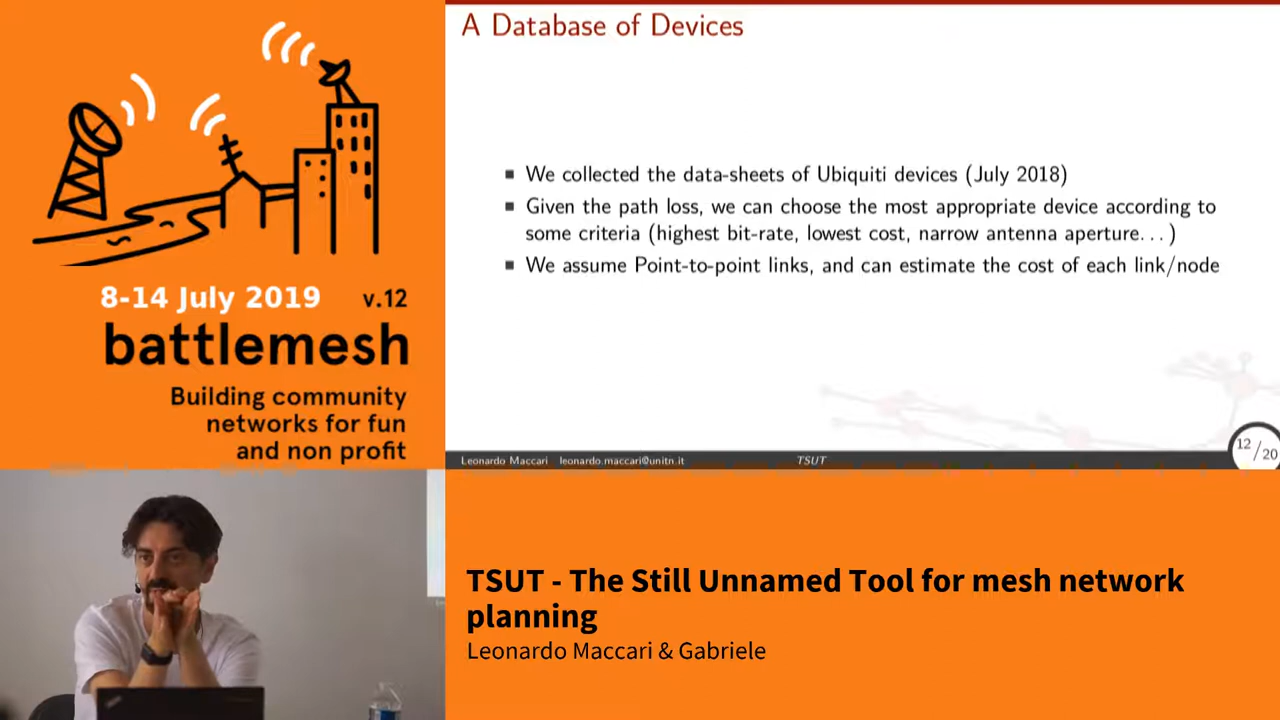 8-14 July 2019 v.12
battlemesh
Building community
networks for fun
and non profit
A Database of Devices
We collected the data-sheets of Ubiquiti devices (July 2018)
Given the path loss, we can choose the most appropriate device according to
some criteria (highest bit-rate, lowest cost, narrow antenna aperture...)
We assume Point-to-point links, and can estimate the cost of each link/node
Leonardo Maccari leonardo.maccari@unitn.it TSUT 12/20
TSUT - The Still Unnamed Tool for mesh network
planning
Leonardo Maccari & Gabriele